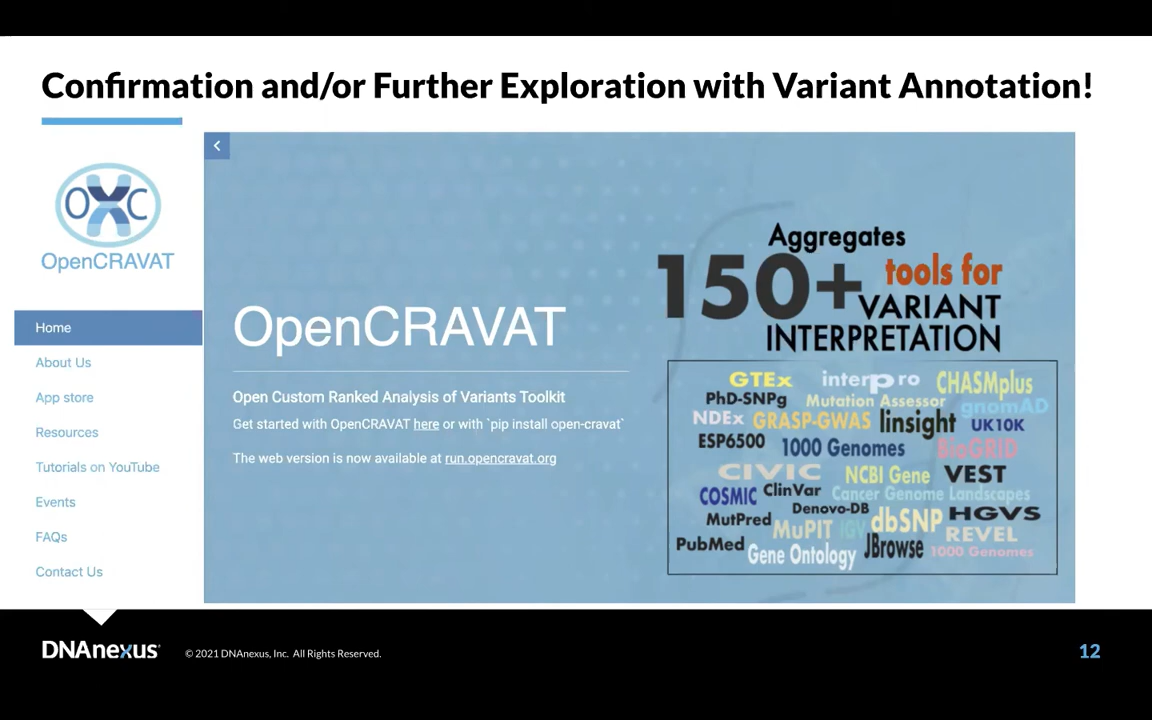 Confirmation and/or Further Exploration with Variant Annotation!
OXC
OpenCRAVAT
Home
About Us
App store
Resources
Tutorials on YouTube
Events
FAQs
Contact Us
OpenCRAVAT
Open Custom Ranked Analysis of Variants Toolkit
Get started with OpenCRAVAT here or with `pip install open-cravat`
The web version is now available at run.opencravat.org
Aggregates
150+ tools for
VARIANT
INTERPRETATION
GTEx interpro CHASMplus
PhD-SNPg Mutation Assessor gnomAD
NDEx GRASP-GWAS linsight UK10K
ESP6500 1000 Genomes BioGRID
CIVIC NCBI Gene VEST
COSMIC ClinVar Cancer Genome Landscapes
MutPred Denovo-DB dbSNP HGVS
MuPIT IGV REVEL
PubMed Gene Ontology JBrowse 1000 Genomes
DNAnexus
© 2021 DNAnexus, Inc. All Rights Reserved.
12